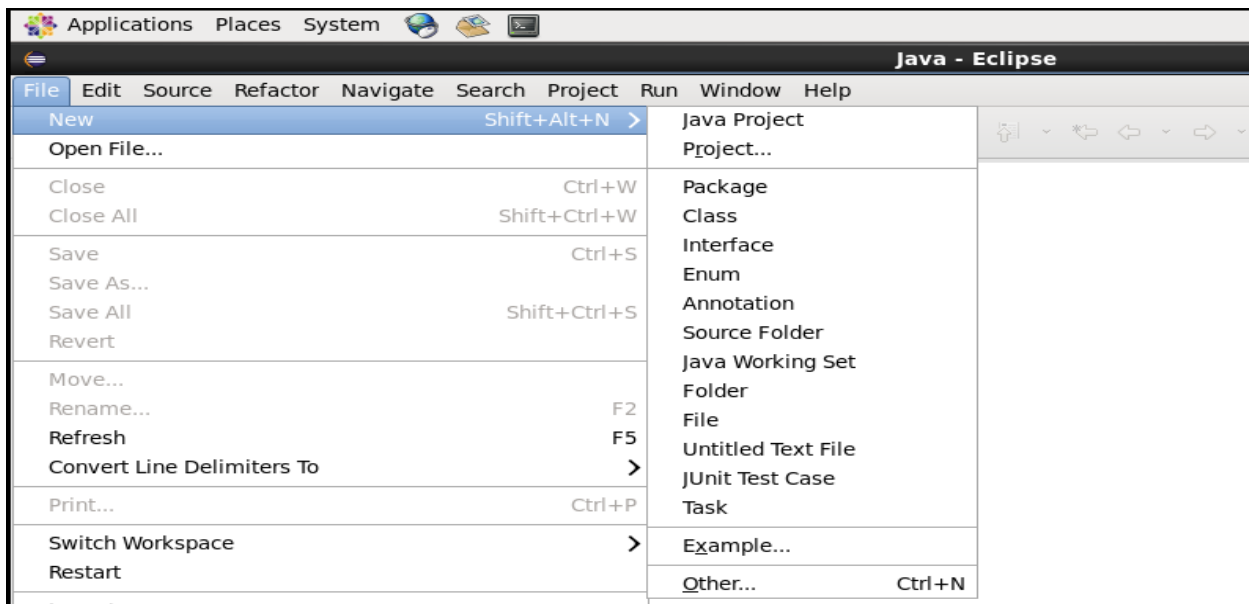 Applications Places System
Java - Eclipse
File Edit Source Refactor Navigate Search Project Run Window Help
New Shift+Alt+N >
Open File...
Close Ctrl+W
Close All Shift+Ctrl+W
Save Ctrl+S
Save As...
Save All Shift+Ctrl+S
Revert
Move...
Rename... F2
Refresh F5
Convert Line Delimiters To >
Print... Ctrl+P
Switch Workspace >
Restart
Java Project
Project...
Package
Class
Interface
Enum
Annotation
Source Folder
Java Working Set
Folder
File
Untitled Text File
JUnit Test Case
Task
Example...
Other... Ctrl+N